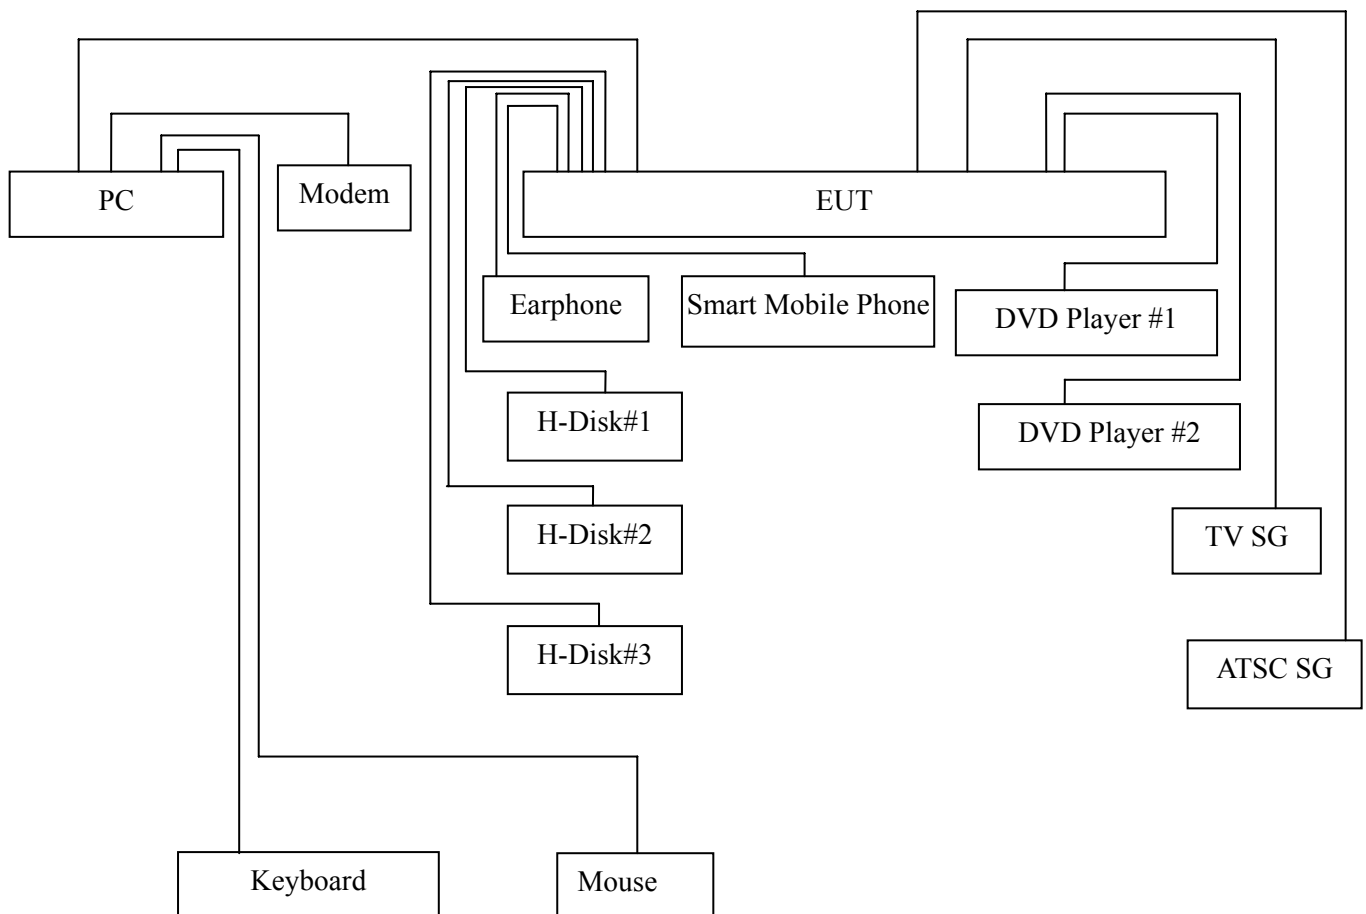 PC
Modem
EUT
Earphone
Smart Mobile Phone
DVD Player #1
H-Disk#1
DVD Player #2
H-Disk#2
TV SG
H-Disk#3
ATSC SG
Keyboard
Mouse